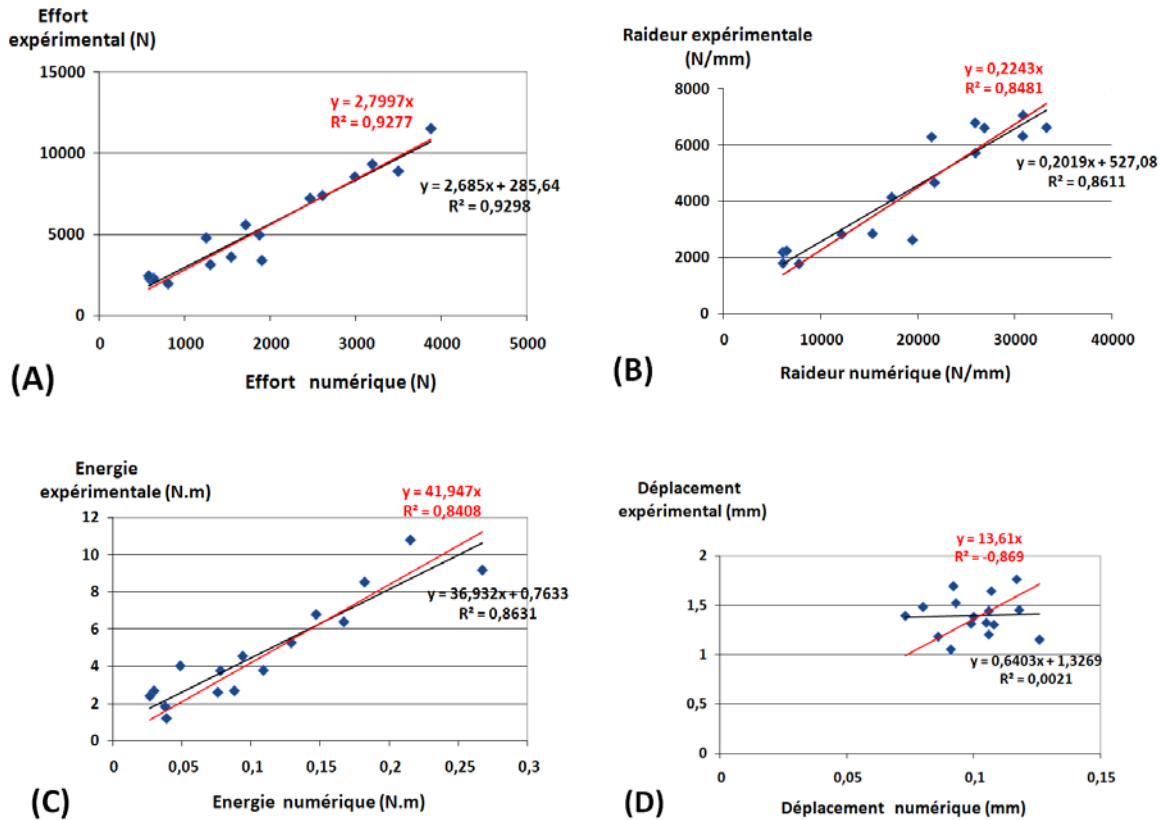 Effort
expérimental (N)
15000
10000
5000
0
0 1000 2000 3000 4000 5000
y = 2,7997x
R² = 0,9277
y = 2,685x + 285,64
R² = 0,9298
Effort numérique (N)
(A)
Raideur expérimentale
(N/mm)
8000
6000
4000
2000
0
0 10000 20000 30000 40000
y = 0,2243x
R² = 0,8481
y = 0,2019x + 527,08
R² = 0,8611
Raideur numérique (N/mm)
(B)
Energie
expérimentale (N.m)
12
10
8
6
4
2
0
0 0,05 0,1 0,15 0,2 0,25 0,3
y = 41,947x
R² = 0,8408
y = 36,932x + 0,7633
R² = 0,8631
Energie numérique (N.m)
(C)
Déplacement
expérimental (mm)
2
1,5
1
0,5
0
0 0,05 0,1 0,15
y = 13,61x
R² = -0,869
y = 0,6403x + 1,3269
R² = 0,0021
Déplacement numérique (mm)
(D)